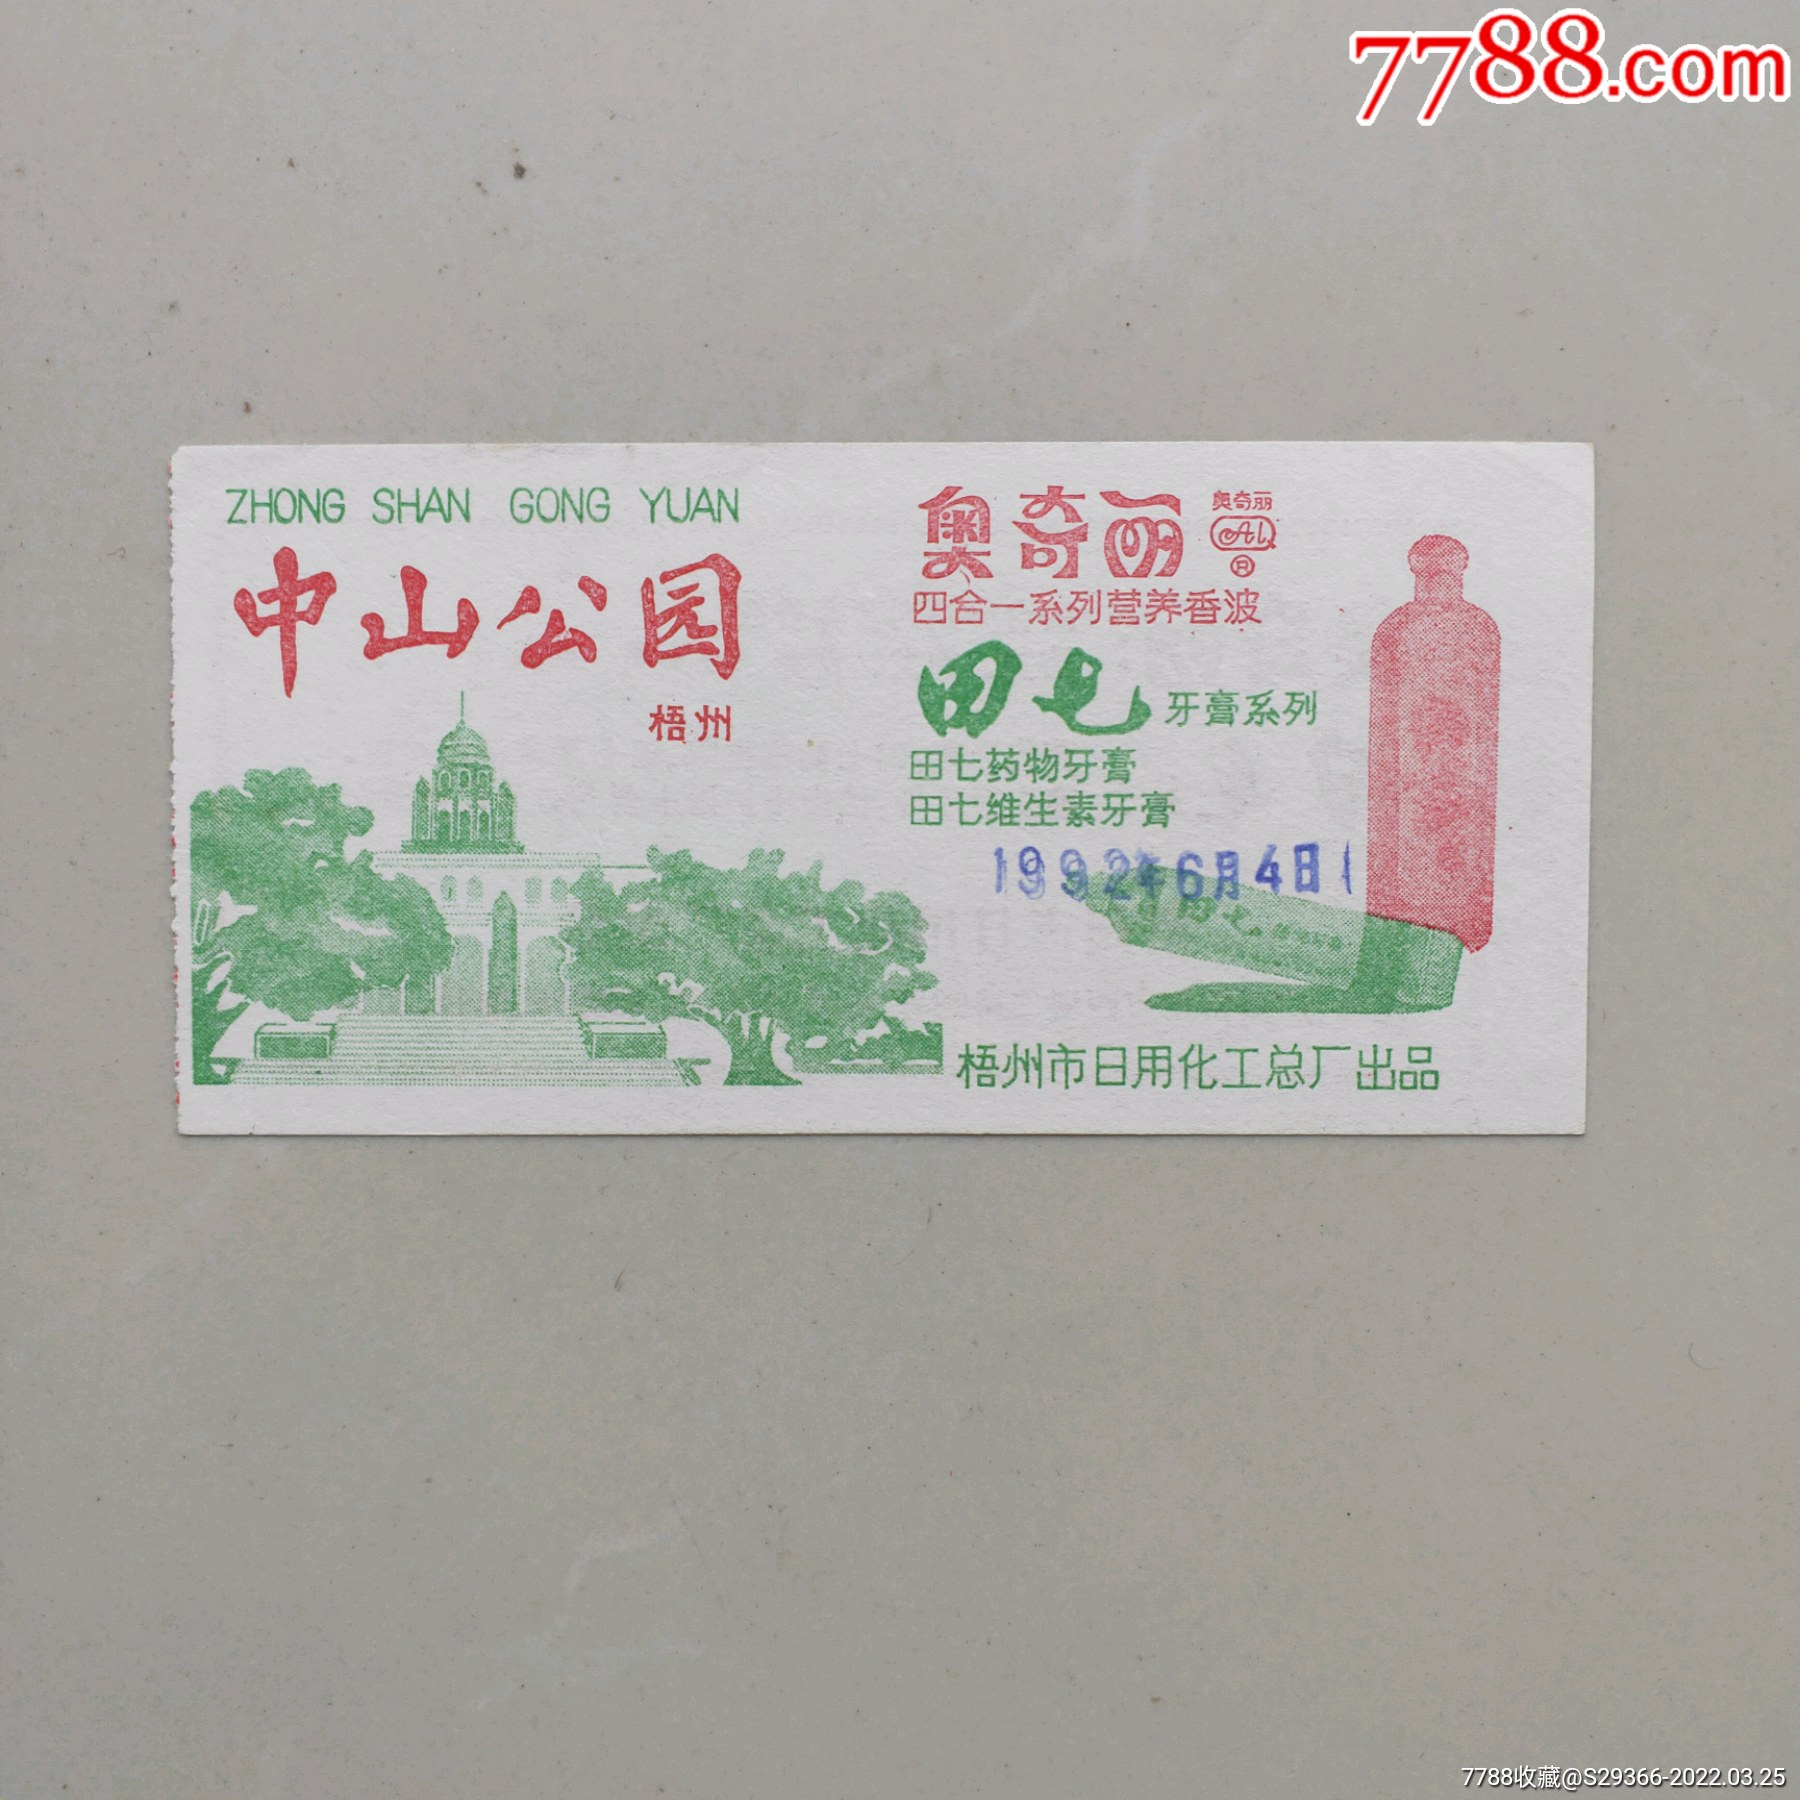 7788.com
ZHONG SHAN GONG YUAN
中山公园
梧州
奥奇丽
奥奇丽
AL
R
四合一系列营养香波
田七牙膏系列
田七药物牙膏
田七维生素牙膏
1992年6月4日
梧州市日用化工总厂出品
7788收藏@S29366-2022.03.25